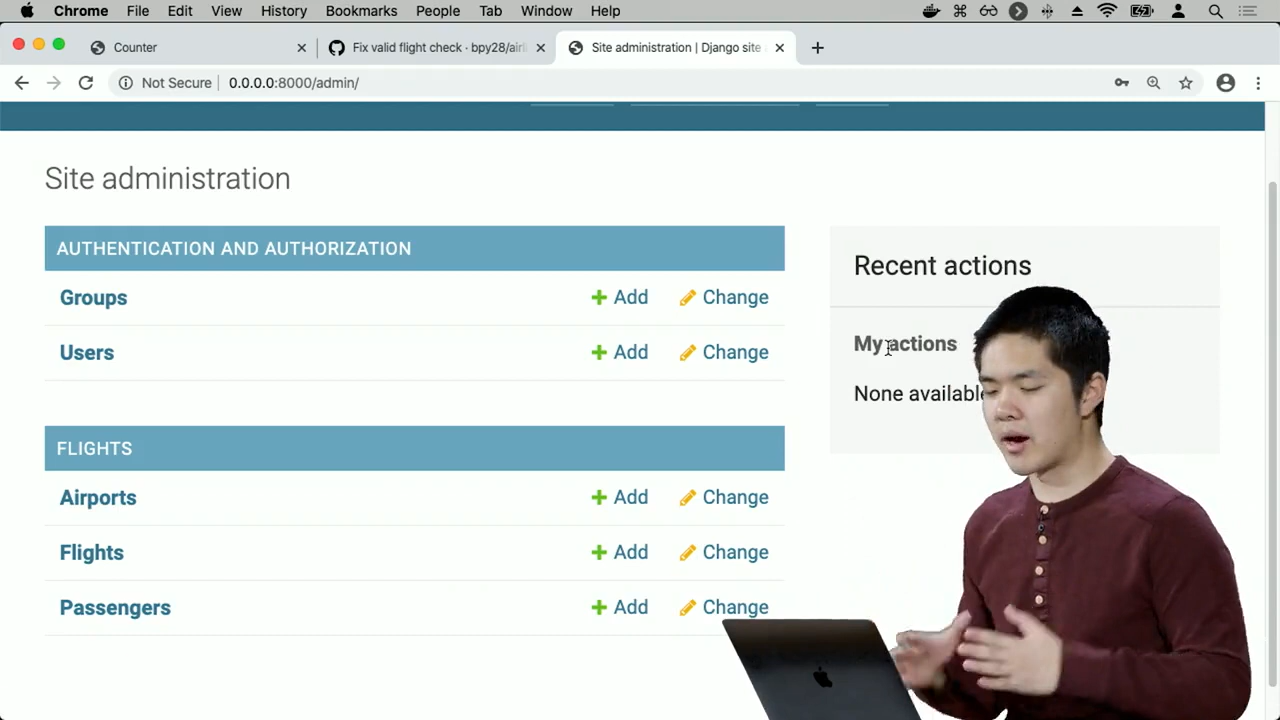 Chrome File Edit View History Bookmarks People Tab Window Help
Counter
Fix valid flight check · bpy28/airl
Site administration | Django site
Not Secure 0.0.0.0:8000/admin/
Site administration
AUTHENTICATION AND AUTHORIZATION
Groups Add Change
Users Add Change
FLIGHTS
Airports Add Change
Flights Add Change
Passengers Add Change
Recent actions
My actions
None available